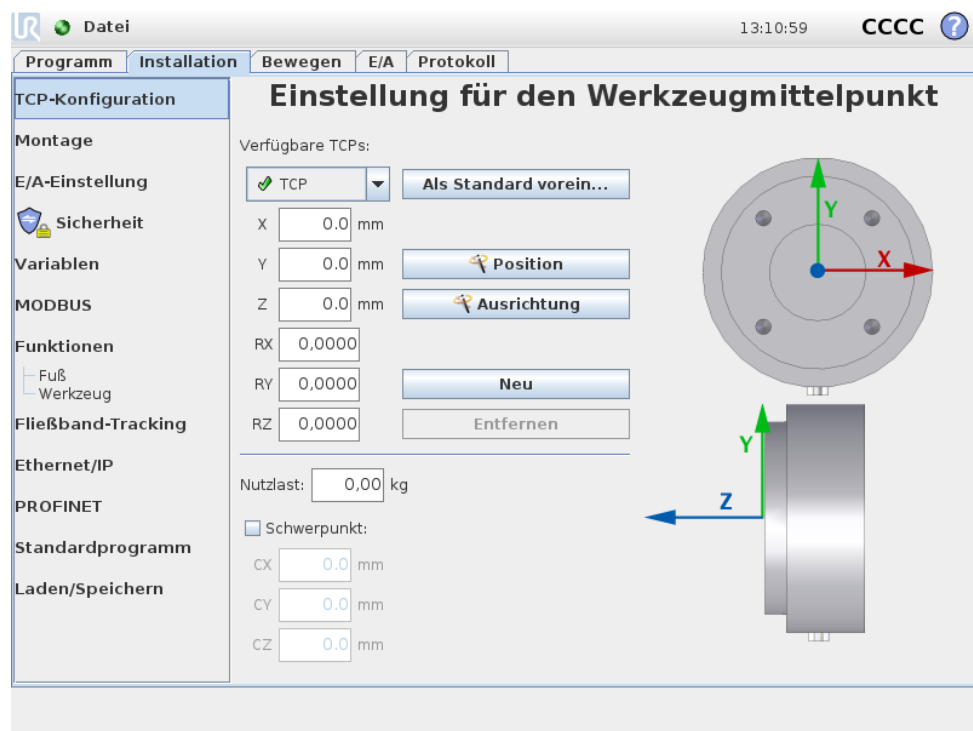 UR Datei 13:10:59 CCCC ?
Programm Installation Bewegen E/A Protokoll
TCP-Konfiguration
Montage
E/A-Einstellung
Sicherheit
Variablen
MODBUS
Funktionen
Fuß
Werkzeug
Fließband-Tracking
Ethernet/IP
PROFINET
Standardprogramm
Laden/Speichern
Einstellung für den Werkzeugmittelpunkt
Verfügbare TCPs:
TCP Als Standard vorein...
X 0.0 mm
Y 0.0 mm Position
Z 0.0 mm Ausrichtung
RX 0,0000
RY 0,0000 Neu
RZ 0,0000 Entfernen
Nutzlast: 0,00 kg
Schwerpunkt:
CX 0.0 mm
CY 0.0 mm
CZ 0.0 mm
Y
X
Y
Z